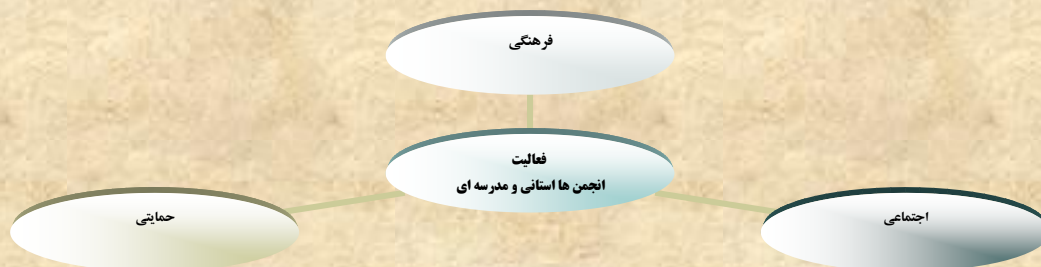 فرهنگی
فعالیت
انجمن ها استانی و مدرسه ای
اجتماعی
حمایتی